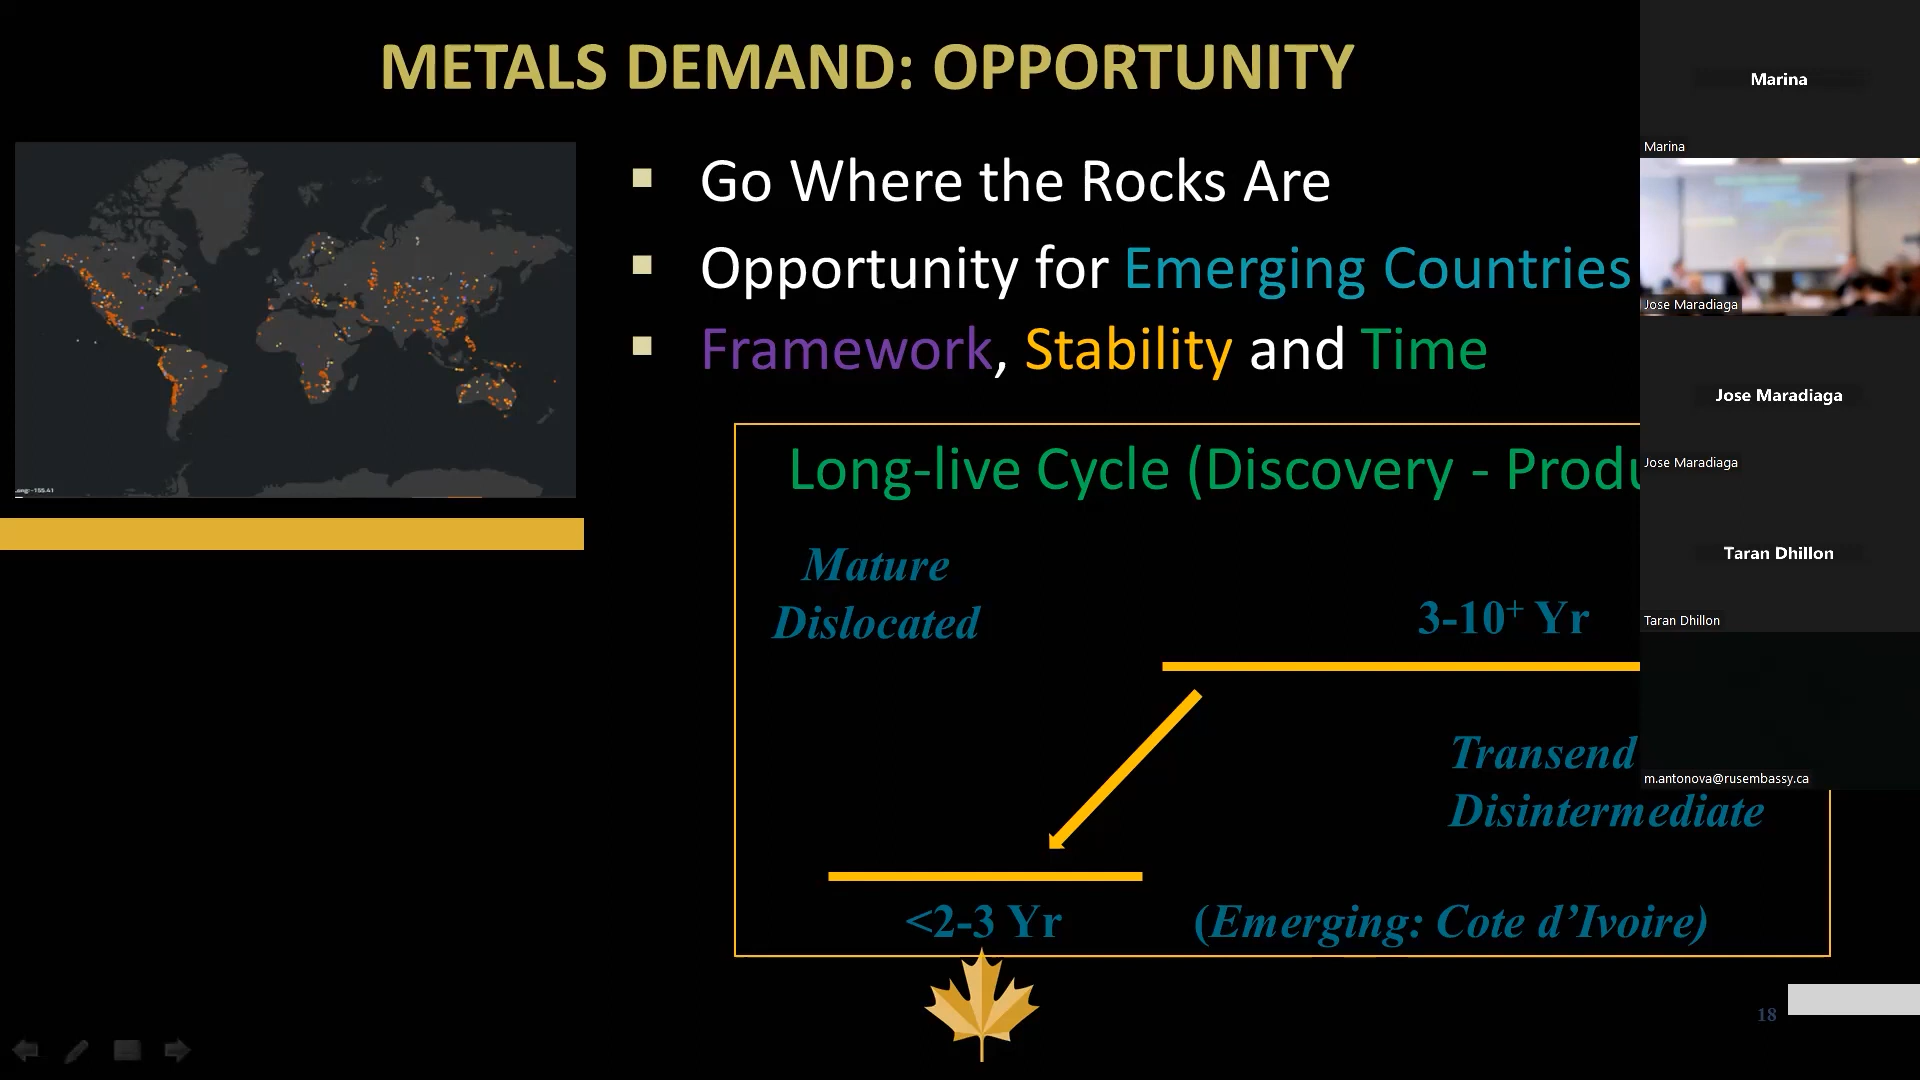 METALS DEMAND: OPPORTUNITY
Go Where the Rocks Are
Opportunity for Emerging Countries
Framework, Stability and Time
Long-live Cycle (Discovery - Produ
Mature
Dislocated
3-10+ Yr
Transend
Disintermediate
<2-3 Yr
(Emerging: Cote d’Ivoire)
18
Marina
Marina
Jose Maradiaga
Jose Maradiaga
Jose Maradiaga
Taran Dhillon
Taran Dhillon
m.antonova@rusembassy.ca